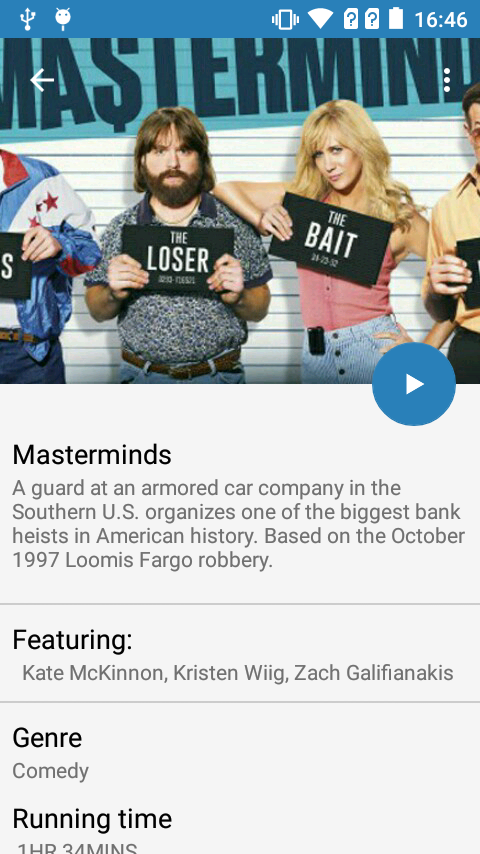 16:46
MA$TERMIND
S
THE
LOSER
THE
BAIT
Masterminds
A guard at an armored car company in the
Southern U.S. organizes one of the biggest bank
heists in American history. Based on the October
1997 Loomis Fargo robbery.
Featuring:
Kate McKinnon, Kristen Wiig, Zach Galifianakis
Genre
Comedy
Running time
1HR 34MINS